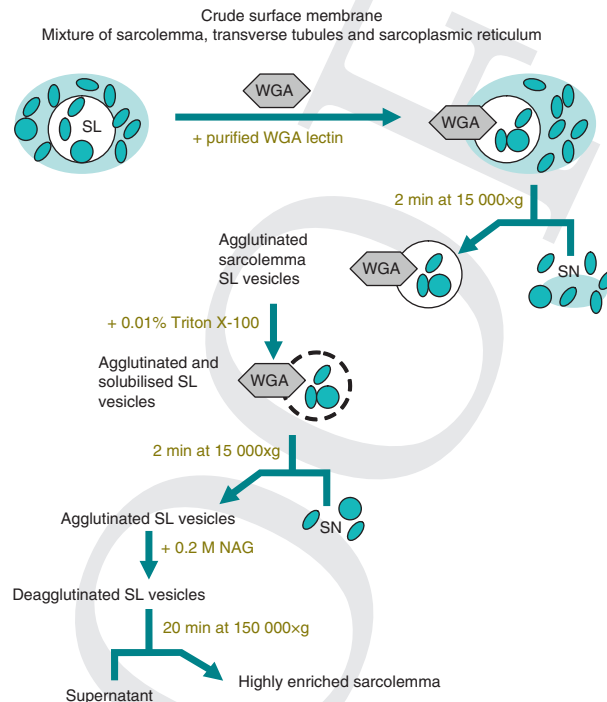 Crude surface membrane
Mixture of sarcolemma, transverse tubules and sarcoplasmic reticulum
WGA
SL
+ purified WGA lectin
WGA
2 min at 15 000×g
Agglutinated
sarcolemma
SL vesicles
WGA
SN
+ 0.01% Triton X-100
Agglutinated and
solubilised SL
vesicles
WGA
2 min at 15 000xg
Agglutinated SL vesicles
SN
+ 0.2 M NAG
Deagglutinated SL vesicles
20 min at 150 000×g
Highly enriched sarcolemma
Supernatant